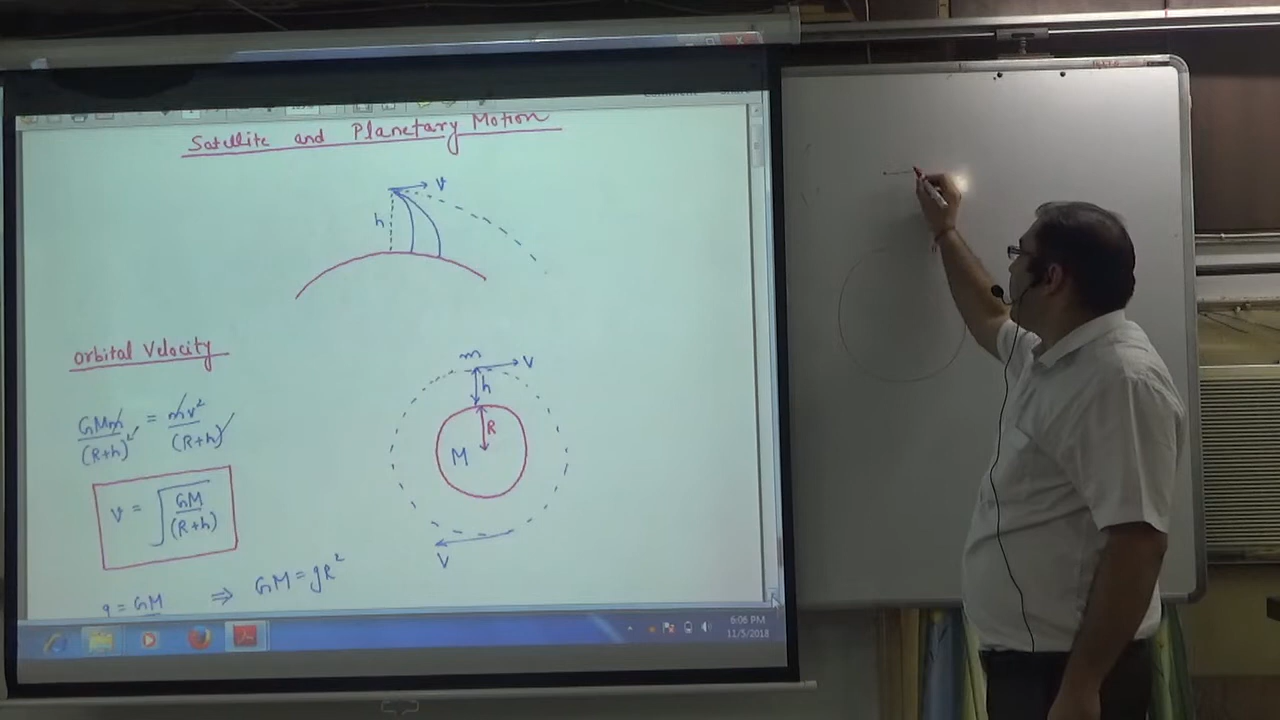 Satellite and Planetary Motion
v
h
Orbital Velocity
m
v
h
GMm/(R+h)² = mv²/(R+h)
R
M
v = √(GM/(R+h))
v
g = GM ⇒ GM = gR²
6:06 PM
11/5/2018